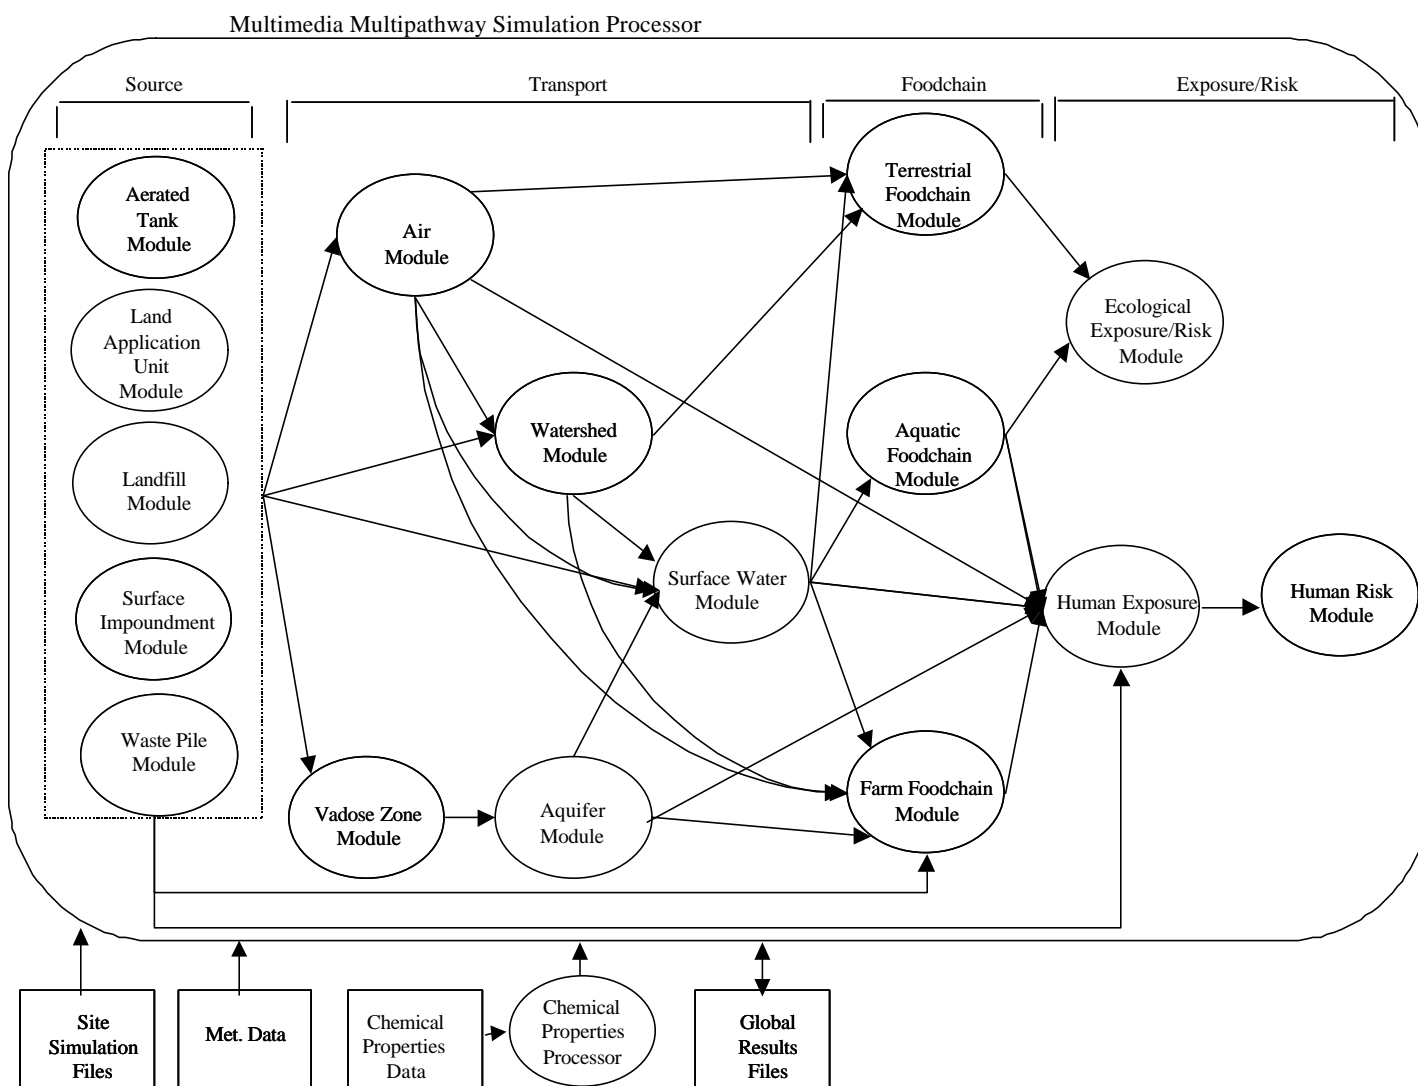 Multimedia Multipathway Simulation Processor
Source
Transport
Foodchain
Exposure/Risk
Aerated
Tank
Module
Land
Application
Unit
Module
Landfill
Module
Surface
Impoundment
Module
Waste Pile
Module
Air
Module
Watershed
Module
Surface Water
Module
Vadose Zone
Module
Aquifer
Module
Terrestrial
Foodchain
Module
Aquatic
Foodchain
Module
Farm Foodchain
Module
Ecological
Exposure/Risk
Module
Human Exposure
Module
Human Risk
Module
Site
Simulation
Files
Met. Data
Chemical
Properties
Data
Chemical
Properties
Processor
Global
Results
Files